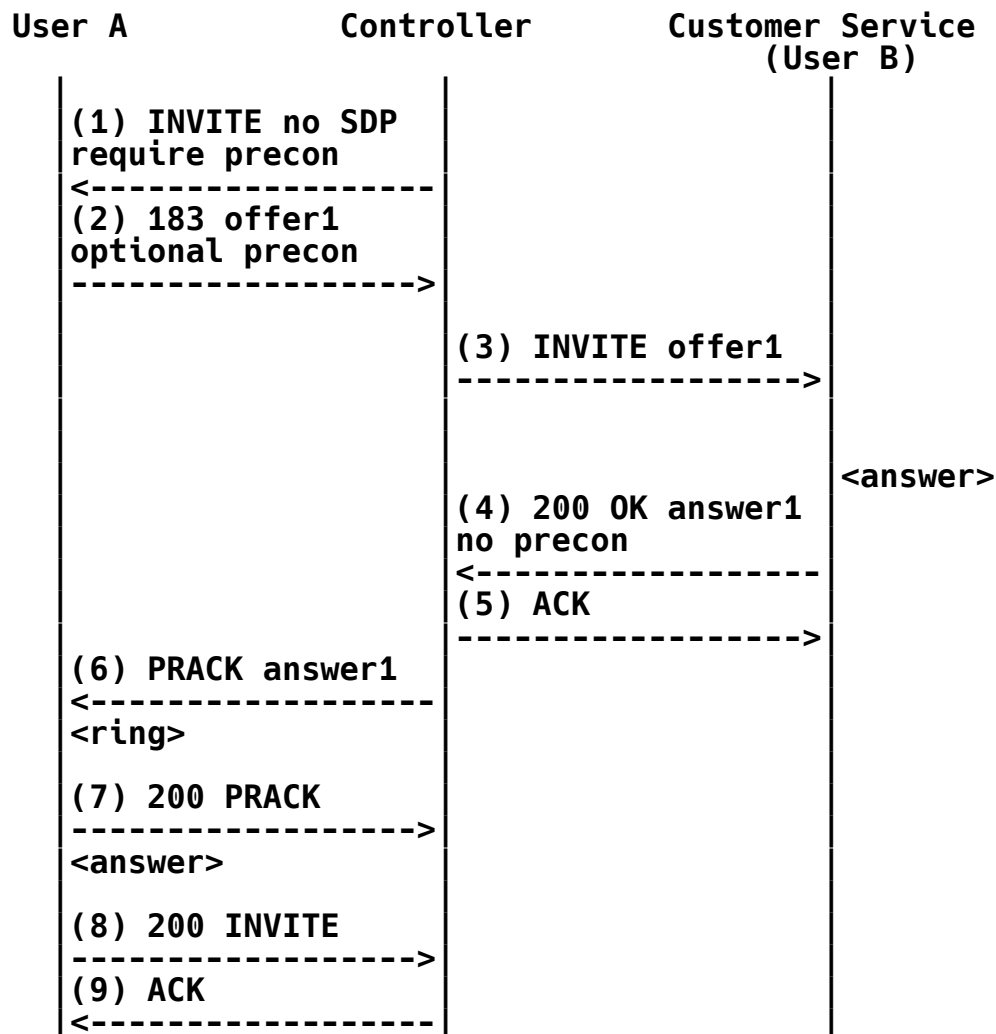 User A Controller Customer Service
(User B)
(1) INVITE no SDP
require precon
<------------------
(2) 183 offer1
optional precon
------------------>
(3) INVITE offer1
------------------>
<answer>
(4) 200 OK answer1
no precon
<------------------
(5) ACK
------------------>
(6) PRACK answer1
<------------------
<ring>
(7) 200 PRACK
------------------>
<answer>
(8) 200 INVITE
------------------>
(9) ACK
<------------------